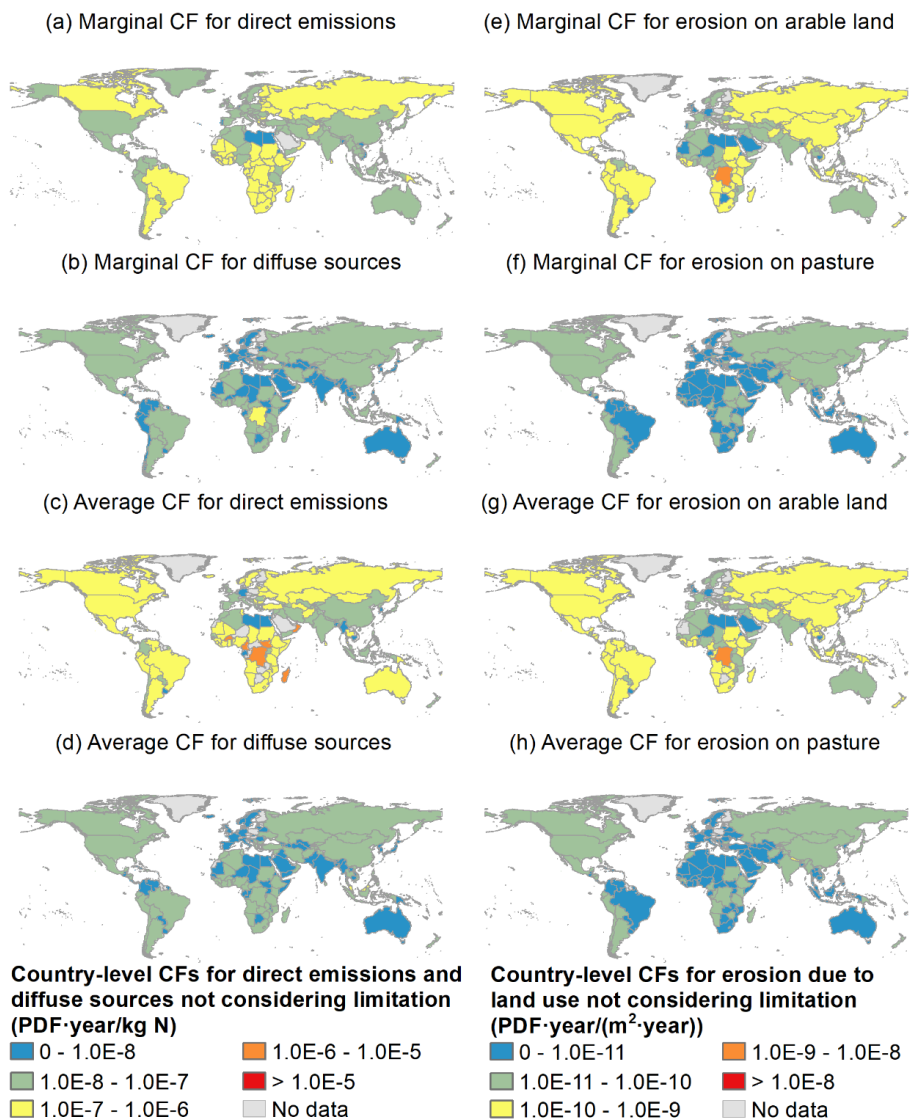 (a) Marginal CF for direct emissions
(e) Marginal CF for erosion on arable land
(b) Marginal CF for diffuse sources
(f) Marginal CF for erosion on pasture
(c) Average CF for direct emissions
(g) Average CF for erosion on arable land
(d) Average CF for diffuse sources
(h) Average CF for erosion on pasture
Country-level CFs for direct emissions and
diffuse sources not considering limitation
(PDF·year/kg N)
0 - 1.0E-8
1.0E-8 - 1.0E-7
1.0E-7 - 1.0E-6
1.0E-6 - 1.0E-5
> 1.0E-5
No data
Country-level CFs for erosion due to
land use not considering limitation
(PDF·year/(m²·year))
0 - 1.0E-11
1.0E-11 - 1.0E-10
1.0E-10 - 1.0E-9
1.0E-9 - 1.0E-8
> 1.0E-8
No data